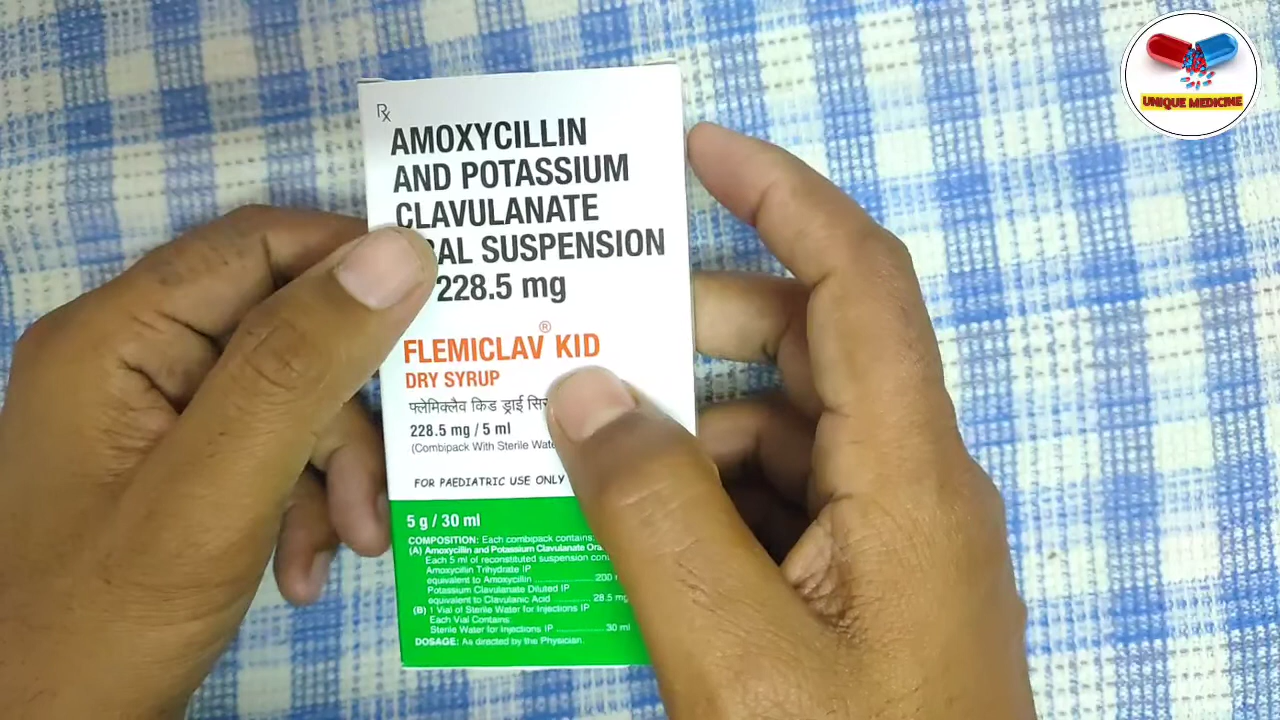 Rx
AMOXYCILLIN
AND POTASSIUM
CLAVULANATE
SUSPENSION
228.5 mg
FLEMICLAV® KID
DRY SYRUP
फ्लेमिक्लैव किड ड्राई
228.5 mg / 5 ml
(Combipack With Sterile
FOR PAEDIATRIC USE ONLY
5 g / 30 ml
COMPOSITION: Each combipack contains:
(A) Amoxycillin and Potassium Clavulanate
Each 5 ml of reconstituted suspension
Amoxycillin Trihydrate IP
equivalent to Amoxycillin ............ 200
Potassium Clavulanate Diluted IP
equivalent to Clavulanic Acid ........... 28.5 mg
(B) 1 Vial of Sterile Water for Injections IP
Each Vial Contains:
Sterile Water for Injections IP .............. 30 ml
DOSAGE: As directed by the Physician.
UNIQUE MEDICINE